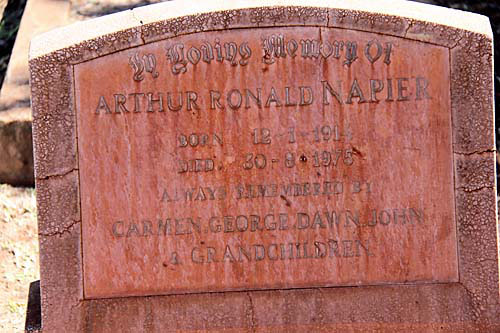 In Loving Memory Of
ARTHUR RONALD NAPIER
BORN 12-1-1914
DIED. 30-8-1975
ALWAYS REMEMBERED BY
CARMEN, GEORGE, DAWN, JOHN
& GRANDCHILDREN.